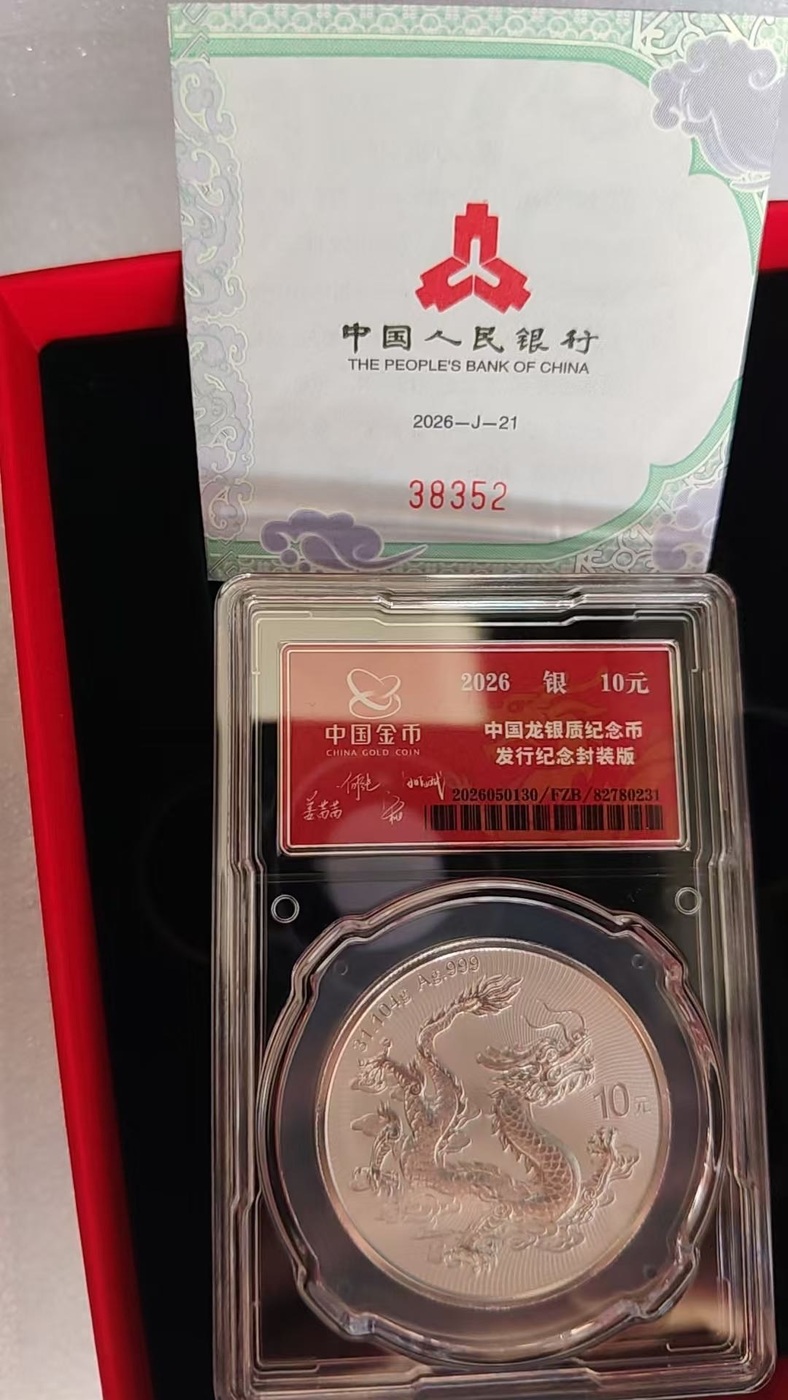 中国人民银行
THE PEOPLE'S BANK OF CHINA
2026—J—21
38352
2026 银 10元
中国金币
CHINA GOLD COIN
中国龙银质纪念币
发行纪念封装版
2026050130/FZB/82780231
31.104g Ag.999
10元